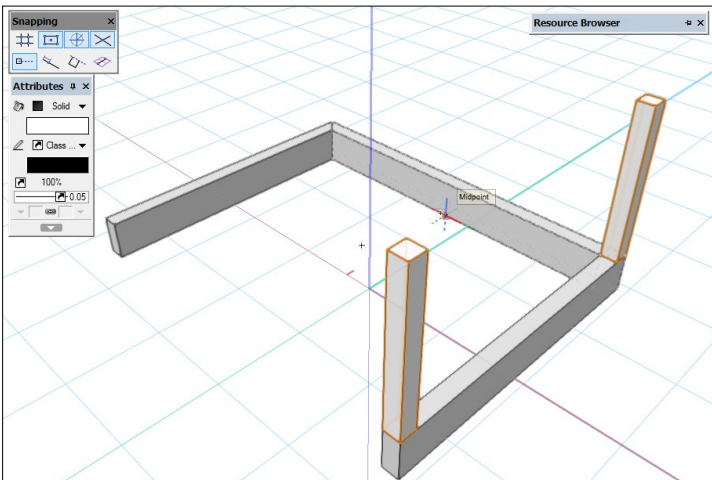 Snapping
Resource Browser
Attributes
Solid
Class ...
100%
0.05
Midpoint